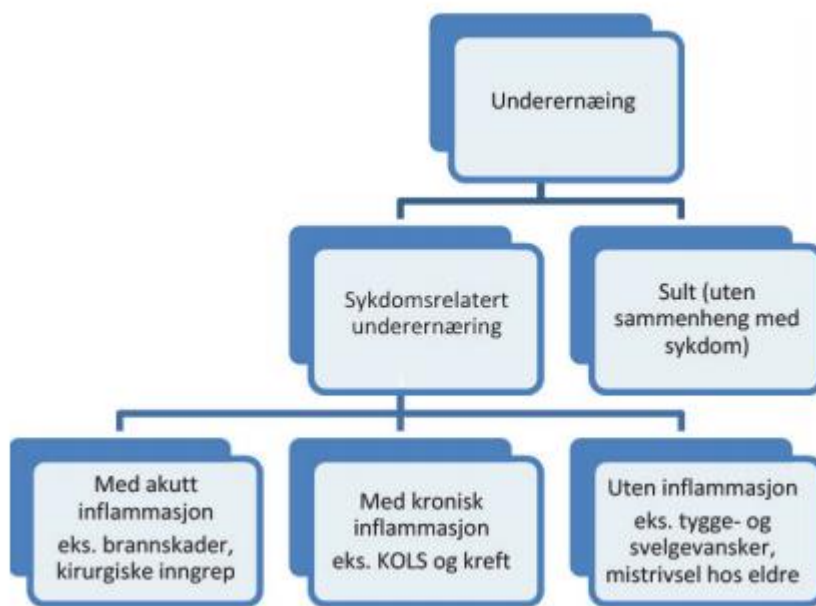 Underernæing
Sykdomsrelatert
underernæring
Sult (uten
sammenheng med
sykdom)
Med akutt
inflammasjon
eks. brannskader,
kirurgiske inngrep
Med kronisk
inflammasjon
eks. KOLS og kreft
Uten inflammasjon
eks. tygge- og
svelgevansker,
mistrivsel hos eldre